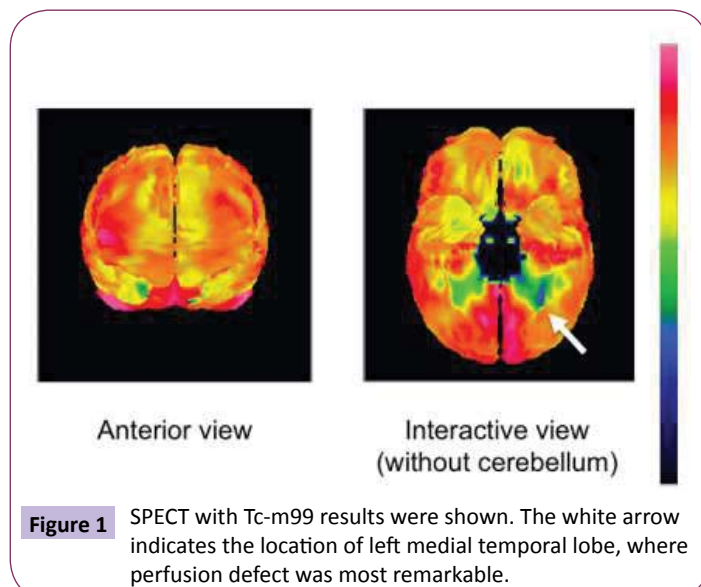 Anterior view
Interactive view
(without cerebellum)
Figure 1
SPECT with Tc-m99 results were shown. The white arrow
indicates the location of left medial temporal lobe, where
perfusion defect was most remarkable.